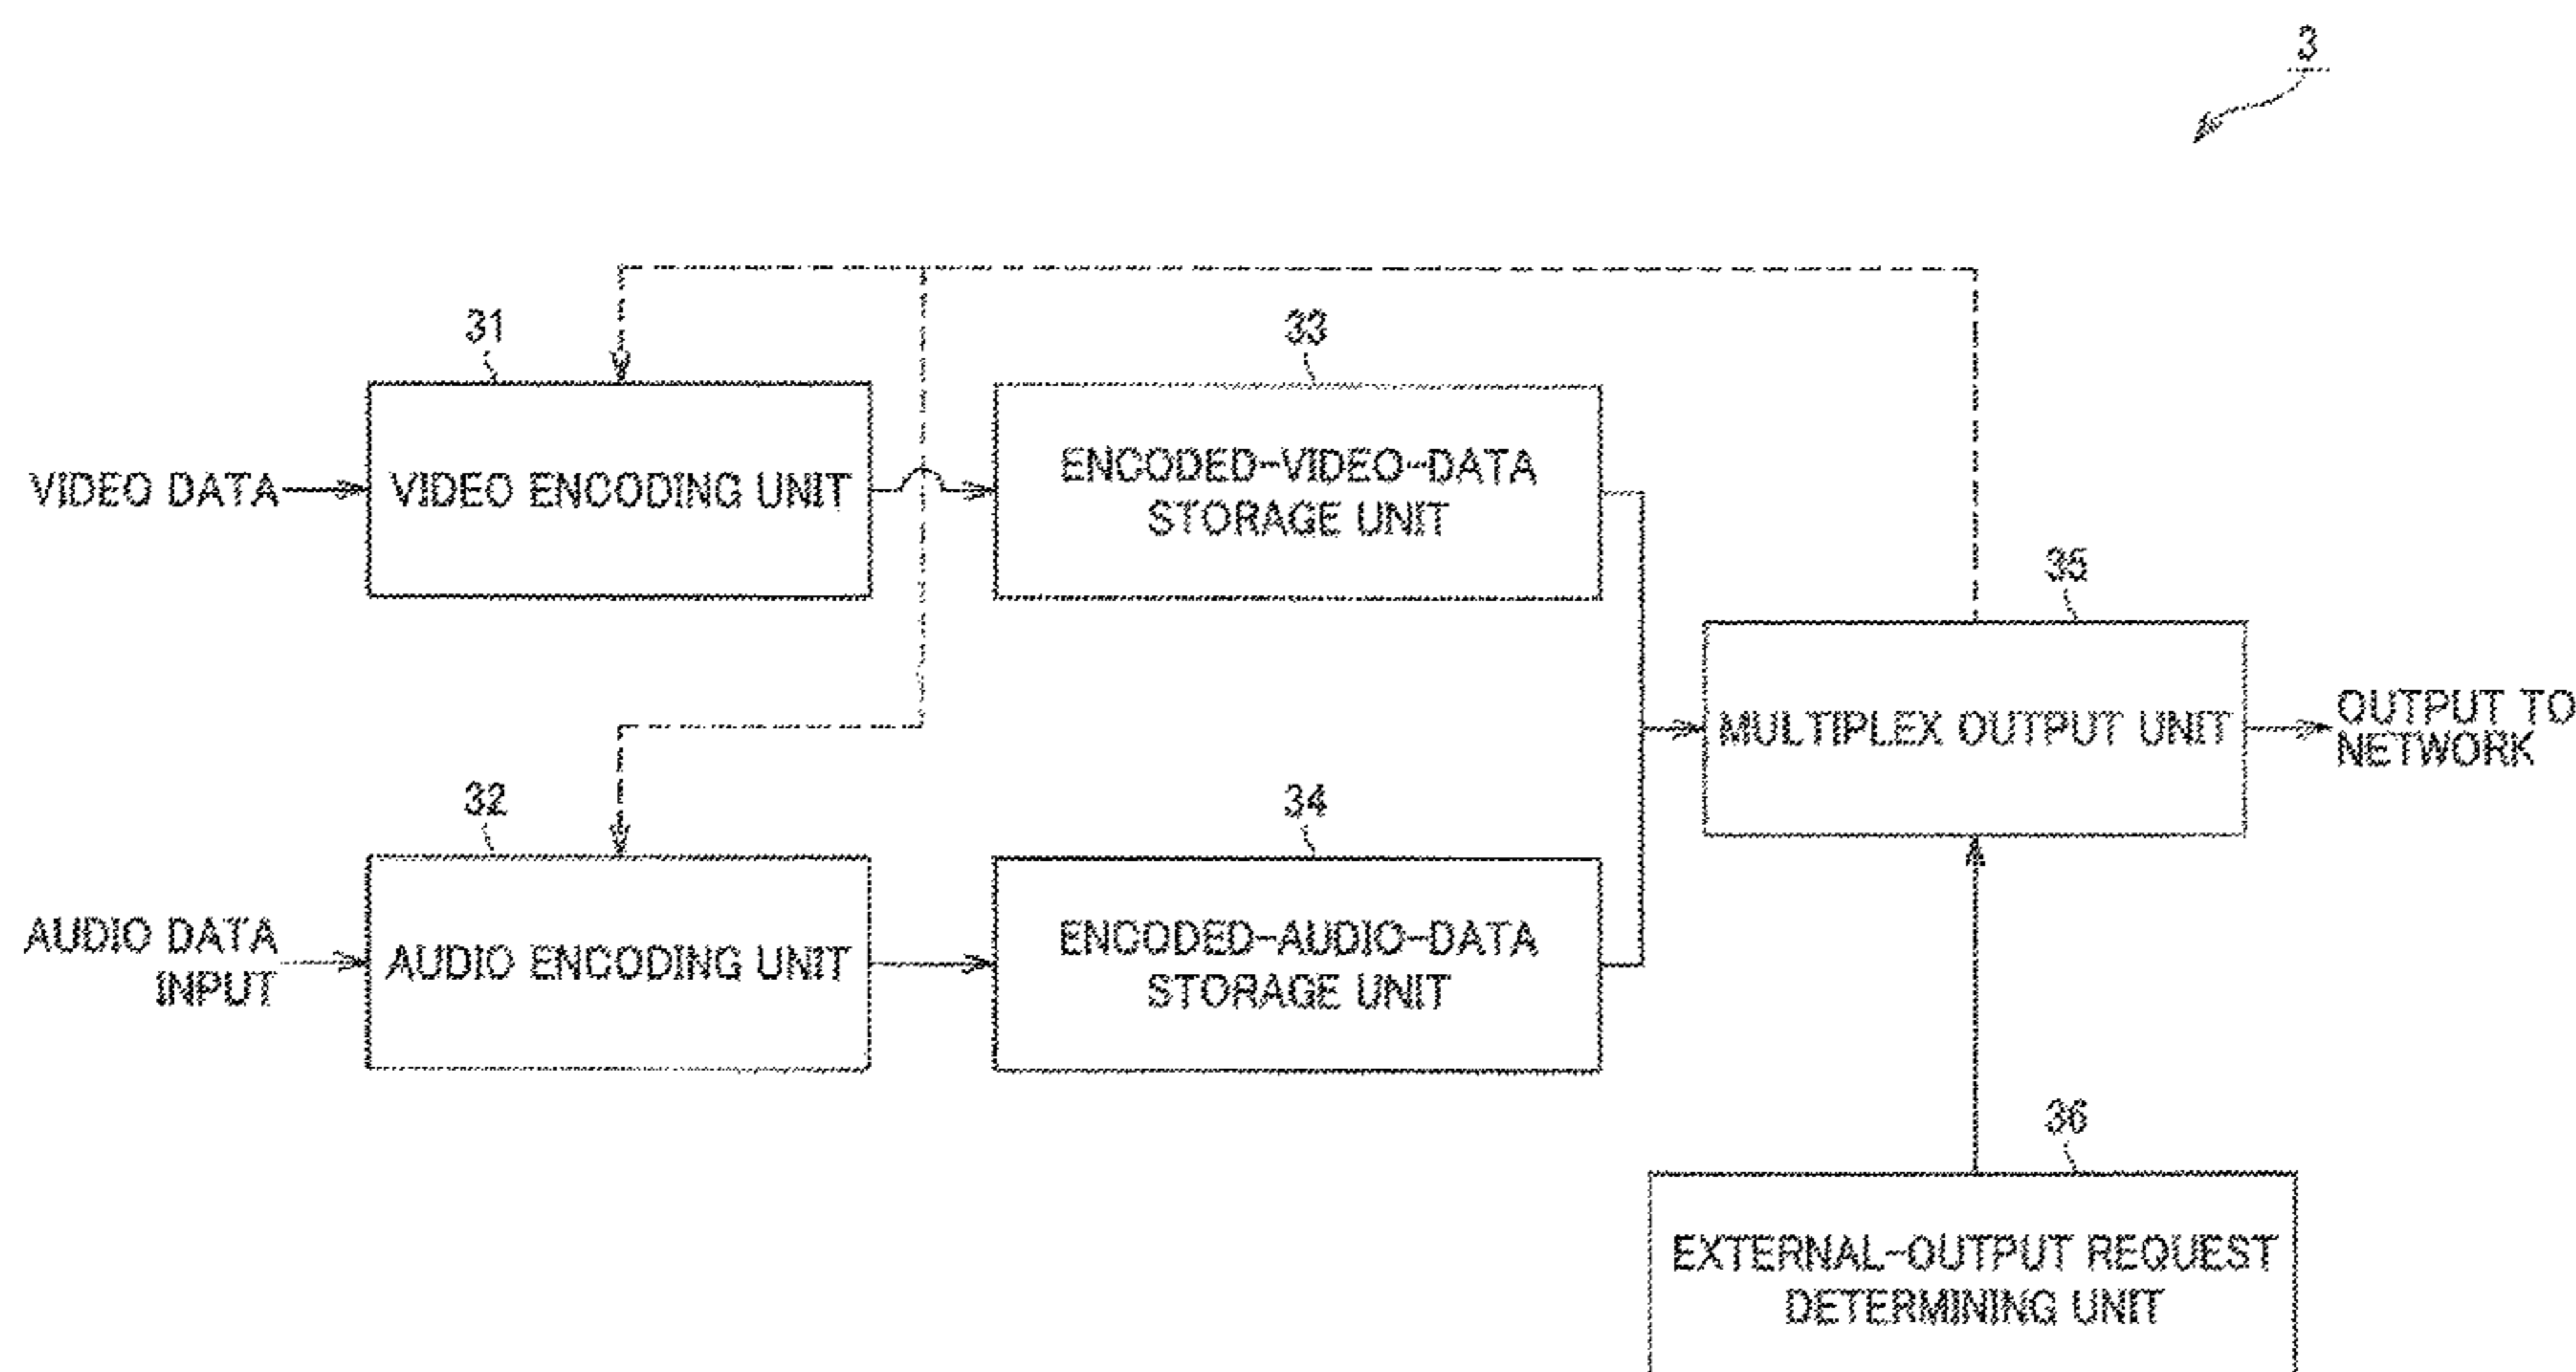 3
31
33
VIDEO DATA
VIDEO ENCODING UNIT
ENCODED-VIDEO-DATA
STORAGE UNIT
35
MULTIPLEX OUTPUT UNIT
OUTPUT TO
NETWORK
32
34
AUDIO DATA
INPUT
AUDIO ENCODING UNIT
ENCODED-AUDIO-DATA
STORAGE UNIT
36
EXTERNAL-OUTPUT REQUEST
DETERMINING UNIT